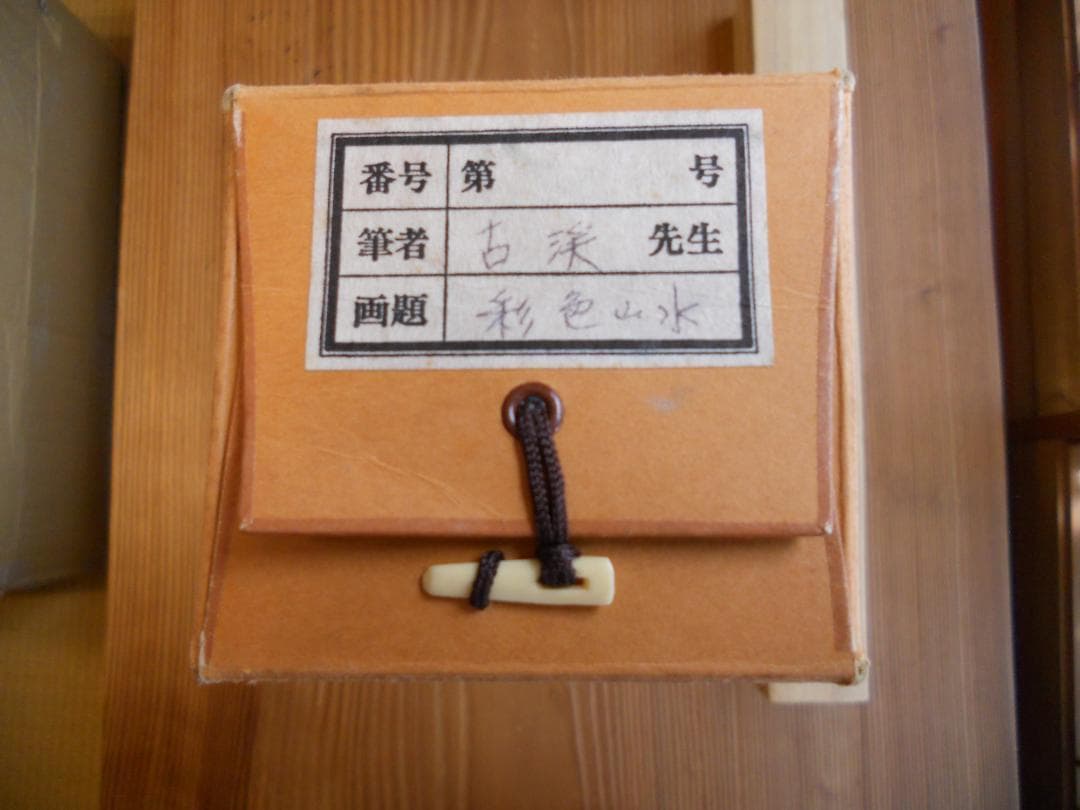 番号 第 号
筆者 古渓 先生
画題 彩色山水